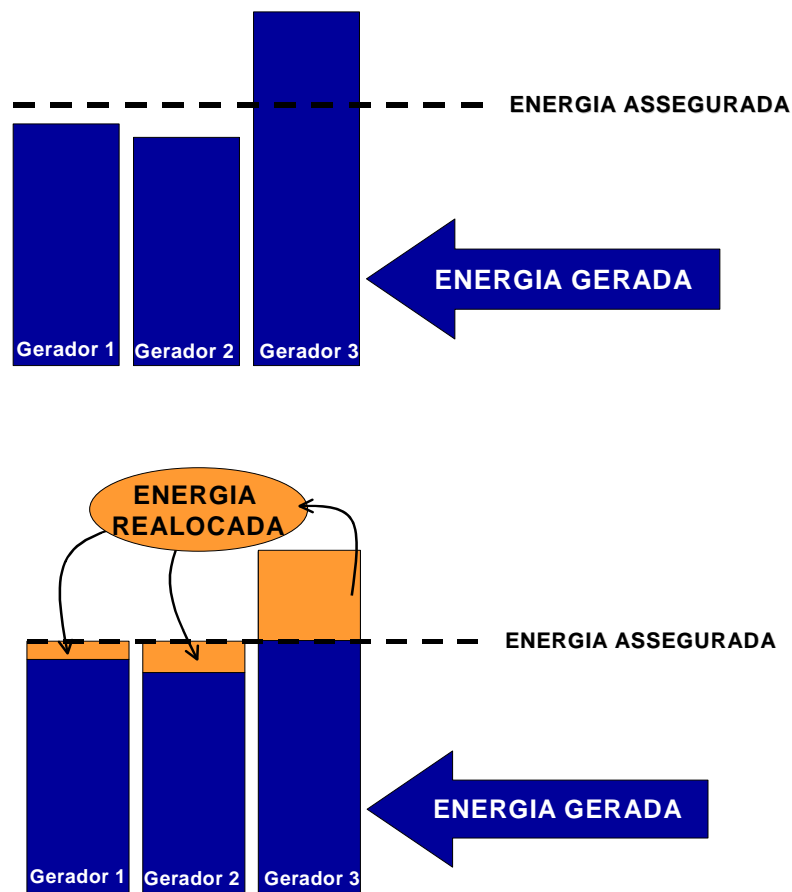 ENERGIA ASSEGURADA
ENERGIA GERADA
Gerador 1
Gerador 2
Gerador 3
ENERGIA
REALOCADA
ENERGIA ASSEGURADA
ENERGIA GERADA
Gerador 1
Gerador 2
Gerador 3